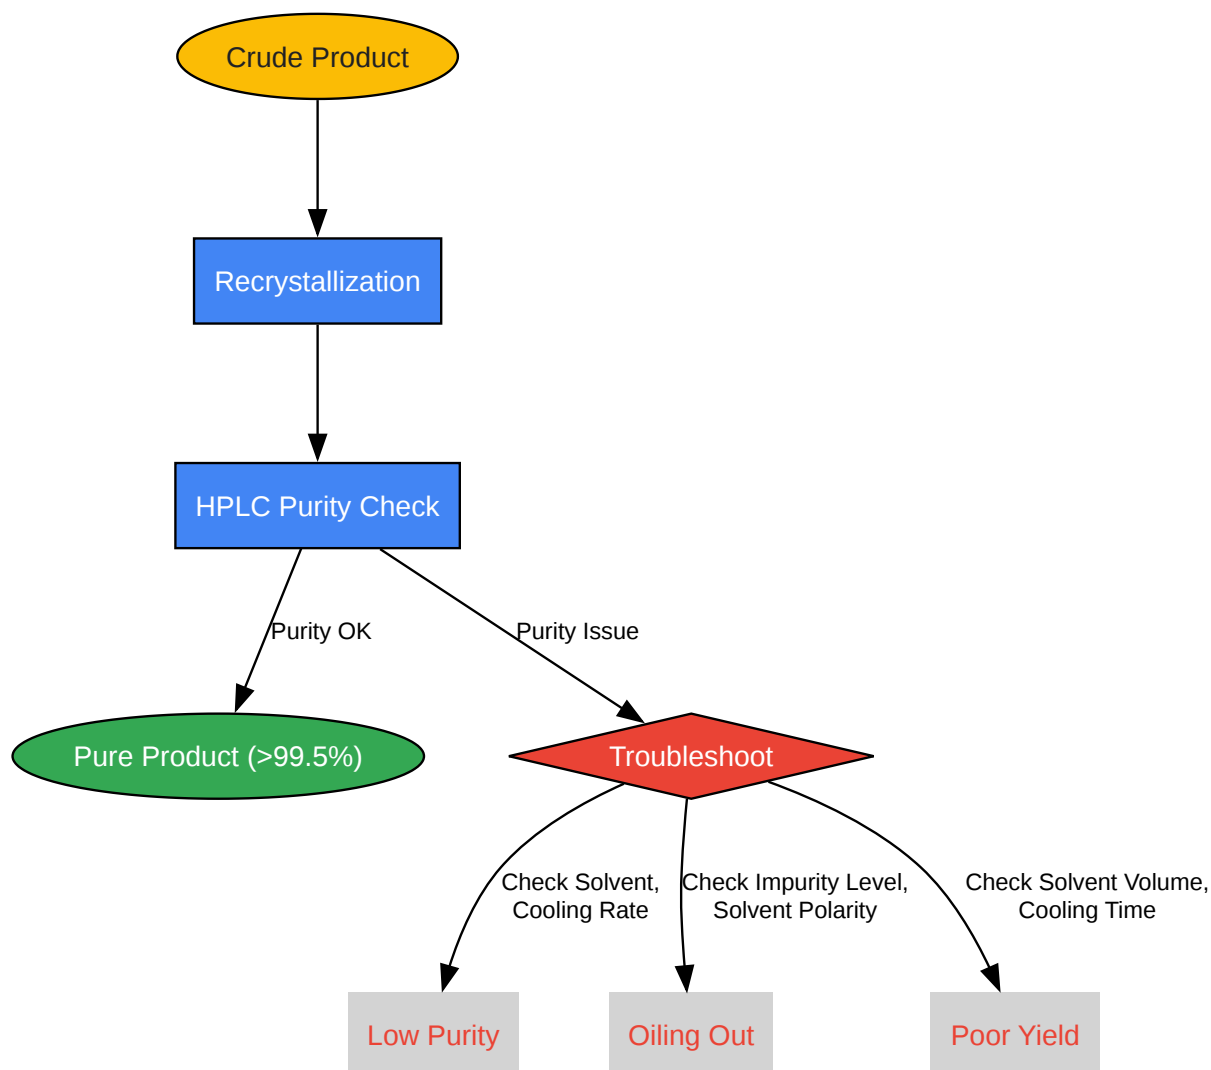 Crude Product
Recrystallization
HPLC Purity Check
Purity OK
Purity Issue
Pure Product (>99.5%)
Troubleshoot
Check Solvent,
Cooling Rate
Check Impurity Level,
Solvent Polarity
Check Solvent Volume,
Cooling Time
Low Purity
Oiling Out
Poor Yield